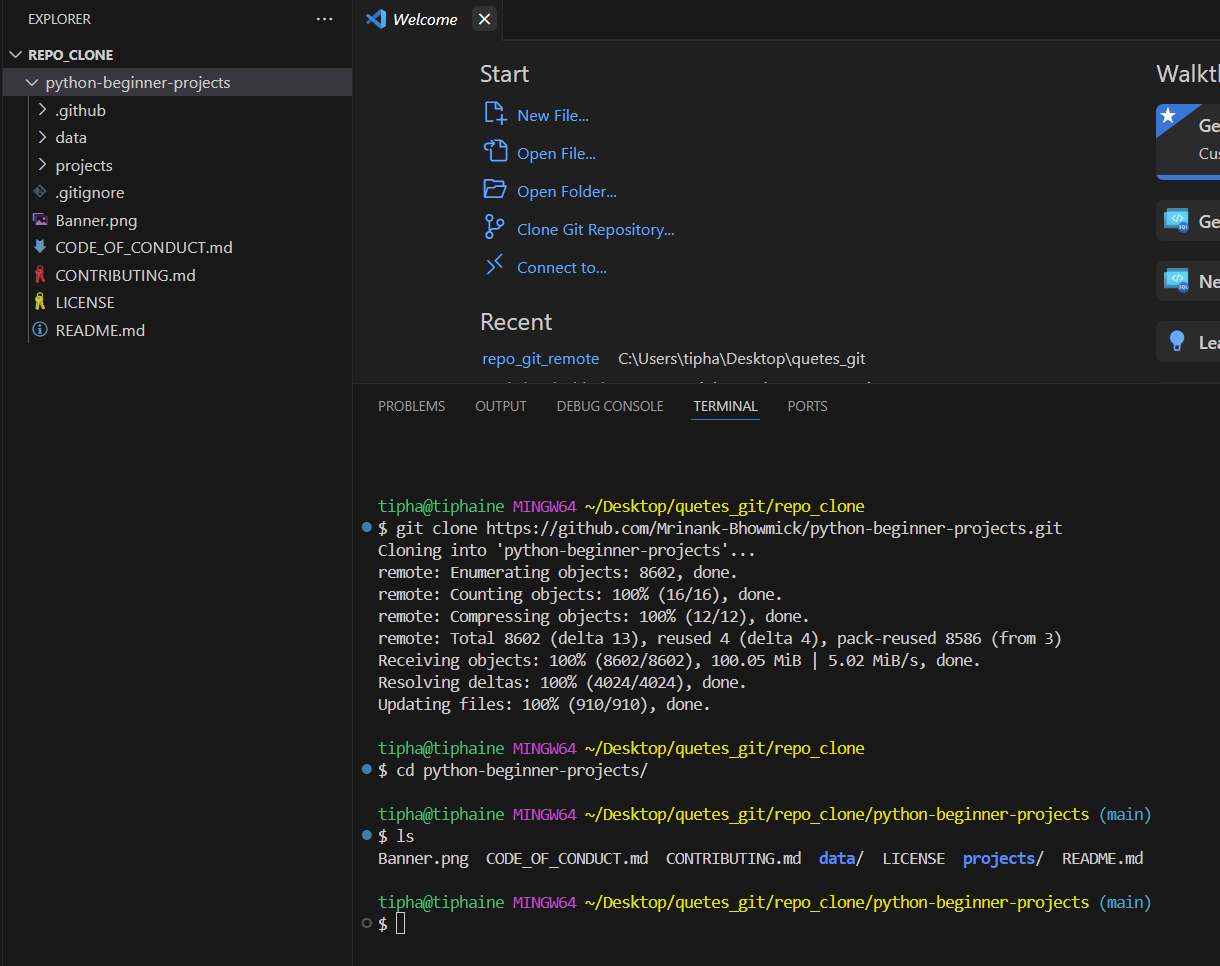 EXPLORER
REPO_CLONE
python-beginner-projects
.github
data
projects
.gitignore
Banner.png
CODE_OF_CONDUCT.md
CONTRIBUTING.md
LICENSE
README.md
Welcome
Start
New File...
Open File...
Open Folder...
Clone Git Repository...
Connect to...
Recent
repo_git_remote C:\Users\tipha\Desktop\quetes_git
Walkt
Ge
Cus
Ge
Ne
Lea
PROBLEMS OUTPUT DEBUG CONSOLE TERMINAL PORTS
tipha@tiphaine MINGW64 ~/Desktop/quetes_git/repo_clone
$ git clone https://github.com/Mrinank-Bhowmick/python-beginner-projects.git
Cloning into 'python-beginner-projects'...
remote: Enumerating objects: 8602, done.
remote: Counting objects: 100% (16/16), done.
remote: Compressing objects: 100% (12/12), done.
remote: Total 8602 (delta 13), reused 4 (delta 4), pack-reused 8586 (from 3)
Receiving objects: 100% (8602/8602), 100.05 MiB | 5.02 MiB/s, done.
Resolving deltas: 100% (4024/4024), done.
Updating files: 100% (910/910), done.
tipha@tiphaine MINGW64 ~/Desktop/quetes_git/repo_clone
$ cd python-beginner-projects/
tipha@tiphaine MINGW64 ~/Desktop/quetes_git/repo_clone/python-beginner-projects (main)
$ ls
Banner.png CODE_OF_CONDUCT.md CONTRIBUTING.md data/ LICENSE projects/ README.md
tipha@tiphaine MINGW64 ~/Desktop/quetes_git/repo_clone/python-beginner-projects (main)
$